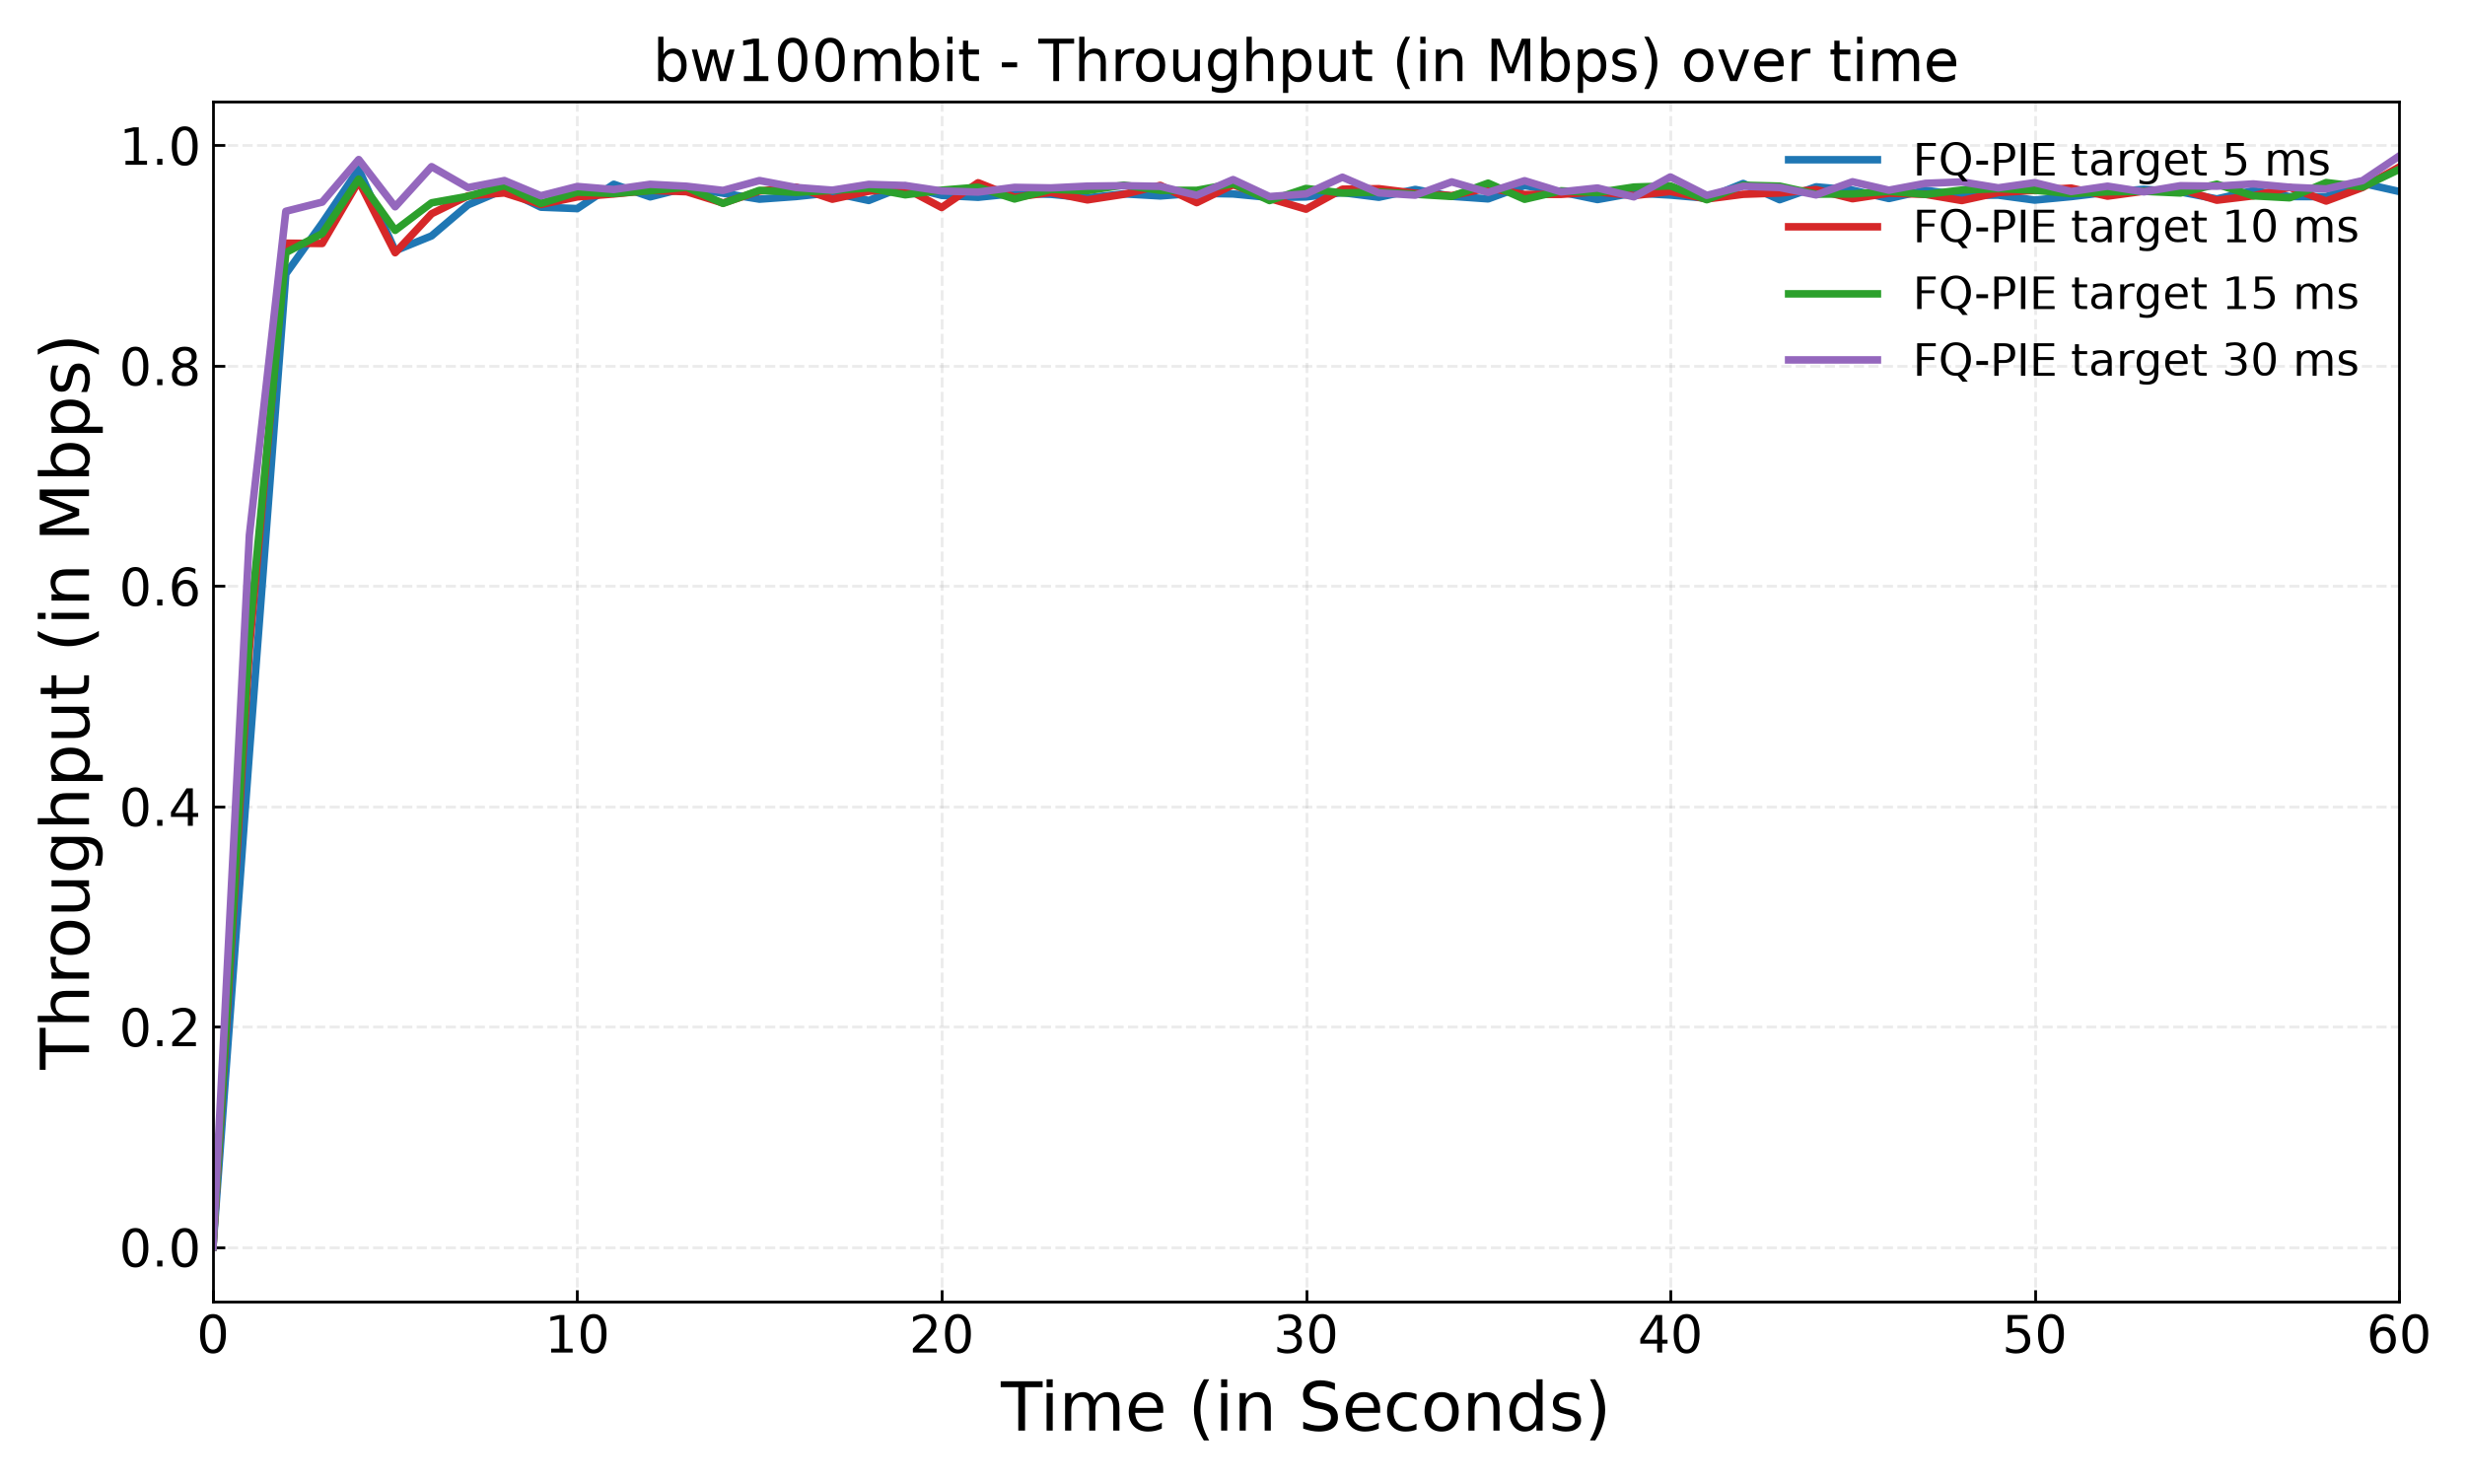 bw100mbit - Throughput (in Mbps) over time
Throughput (in Mbps)
1.0
0.8
0.6
0.4
0.2
0.0
FQ-PIE target 5 ms
FQ-PIE target 10 ms
FQ-PIE target 15 ms
FQ-PIE target 30 ms
0 10 20 30 40 50 60
Time (in Seconds)